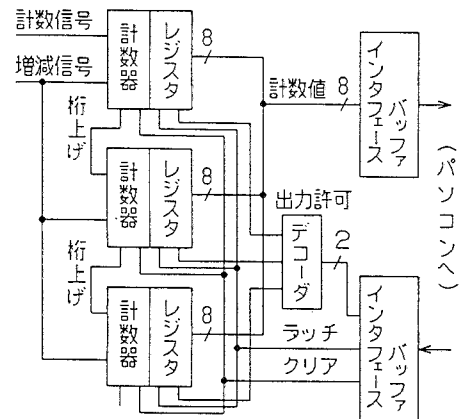 計数信号
増減信号
計数器
レジスタ
8
桁上げ
計数器
レジスタ
8
桁上げ
計数器
レジスタ
8
計数値
8
インタフェース
バッファ
(パソコンへ)
出力許可
デコーダ
2
ラッチ
クリア
インタフェース
バッファ